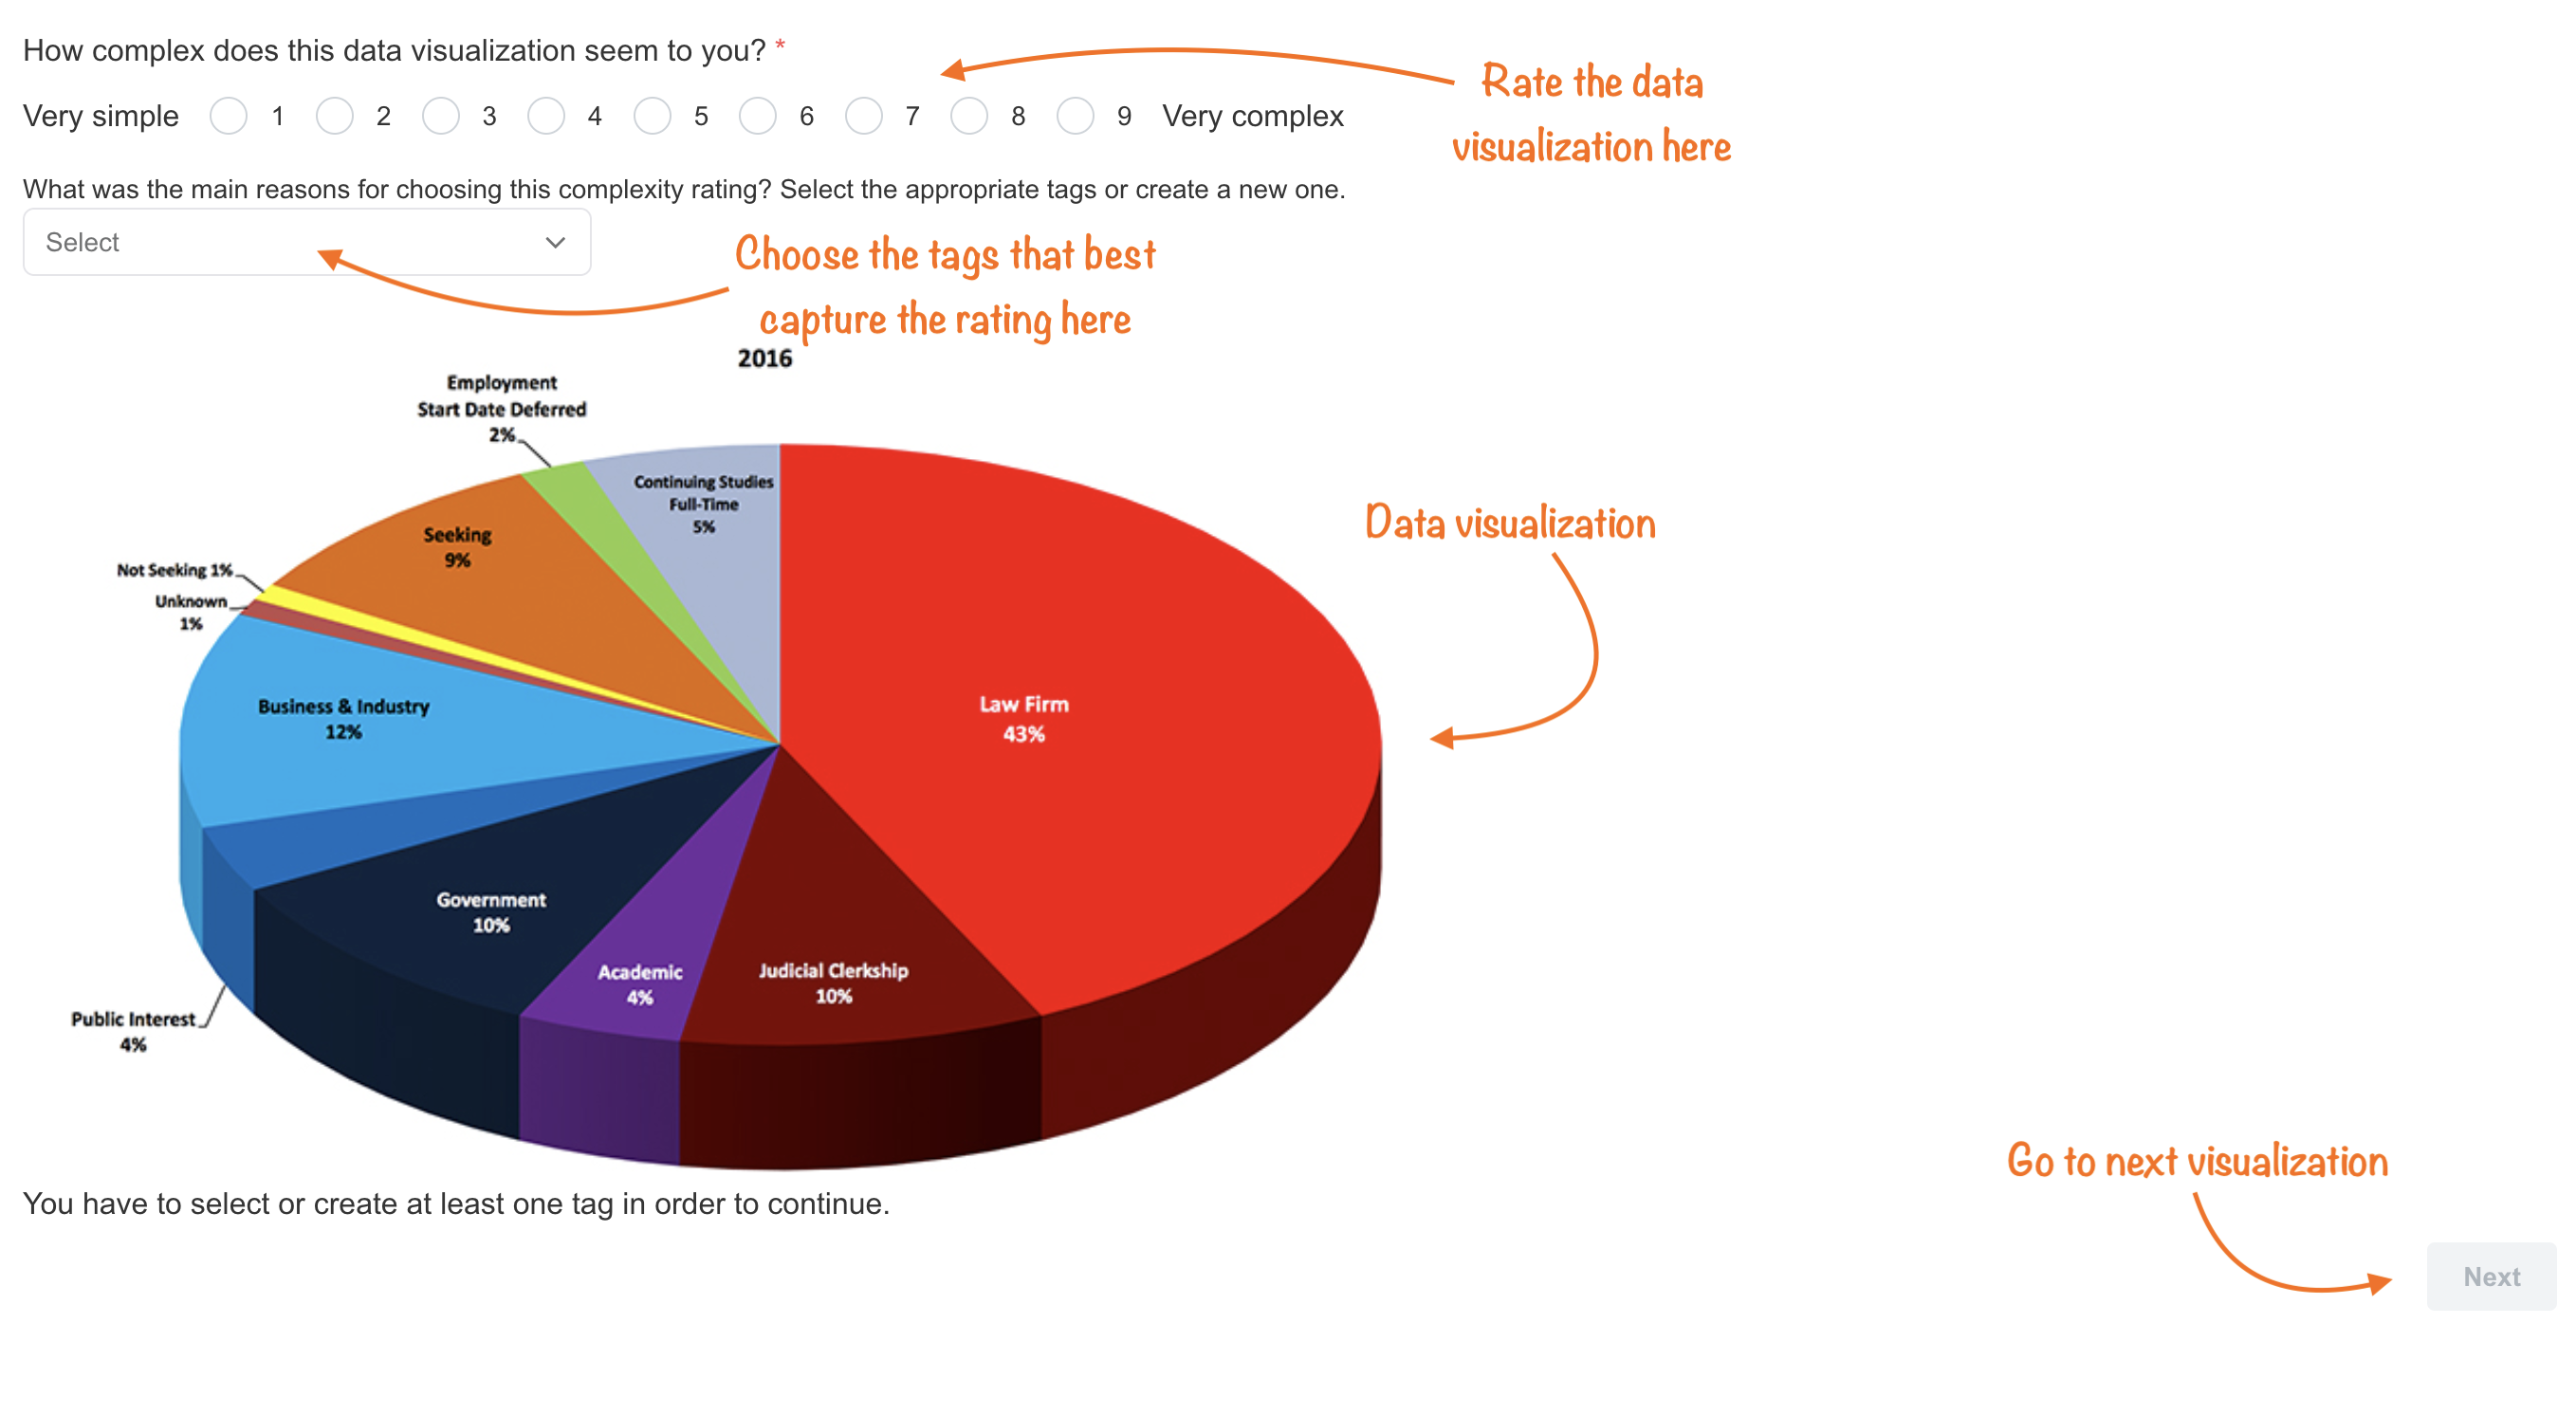 How complex does this data visualization seem to you? *
Rate the data
visualization here
Very simple 1 2 3 4 5 6 7 8 9 Very complex
What was the main reasons for choosing this complexity rating? Select the appropriate tags or create a new one.
Select
Choose the tags that best
capture the rating here
2016
Employment
Start Date Deferred
2%
Continuing Studies
Full-Time
5%
Seeking
9%
Not Seeking 1%
Unknown
1%
Business & Industry
12%
Law Firm
43%
Data visualization
Government
10%
Academic
4%
Judicial Clerkship
10%
Public Interest
4%
Go to next visualization
You have to select or create at least one tag in order to continue.
Next